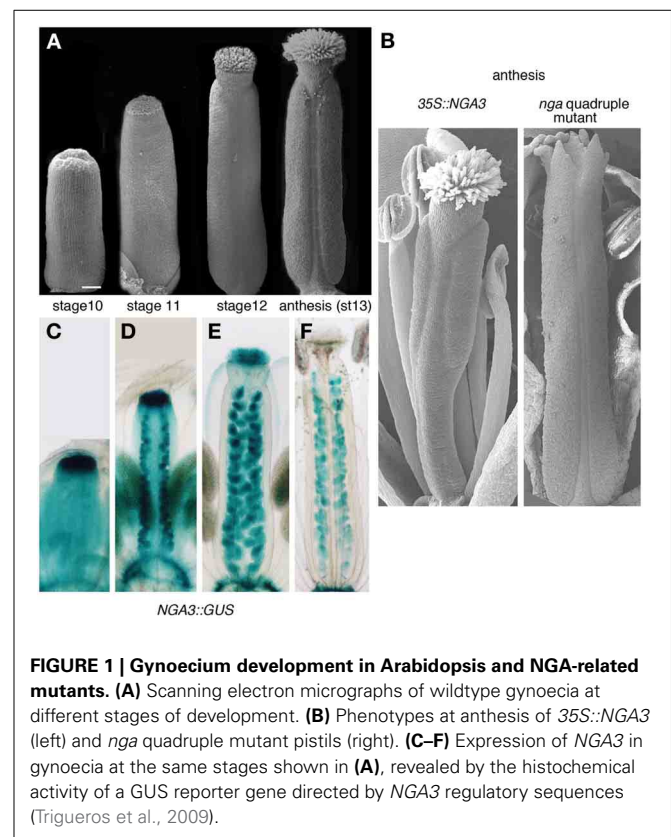 A
B
anthesis
35S::NGA3
nga quadruple
mutant
stage10
stage 11
stage12
anthesis (st13)
C
D
E
F
NGA3::GUS
FIGURE 1 | Gynoecium development in Arabidopsis and NGA-related
mutants. (A) Scanning electron micrographs of wildtype gynoecia at
different stages of development. (B) Phenotypes at anthesis of 35S::NGA3
(left) and nga quadruple mutant pistils (right). (C–F) Expression of NGA3 in
gynoecia at the same stages shown in (A), revealed by the histochemical
activity of a GUS reporter gene directed by NGA3 regulatory sequences
(Trigueros et al., 2009).